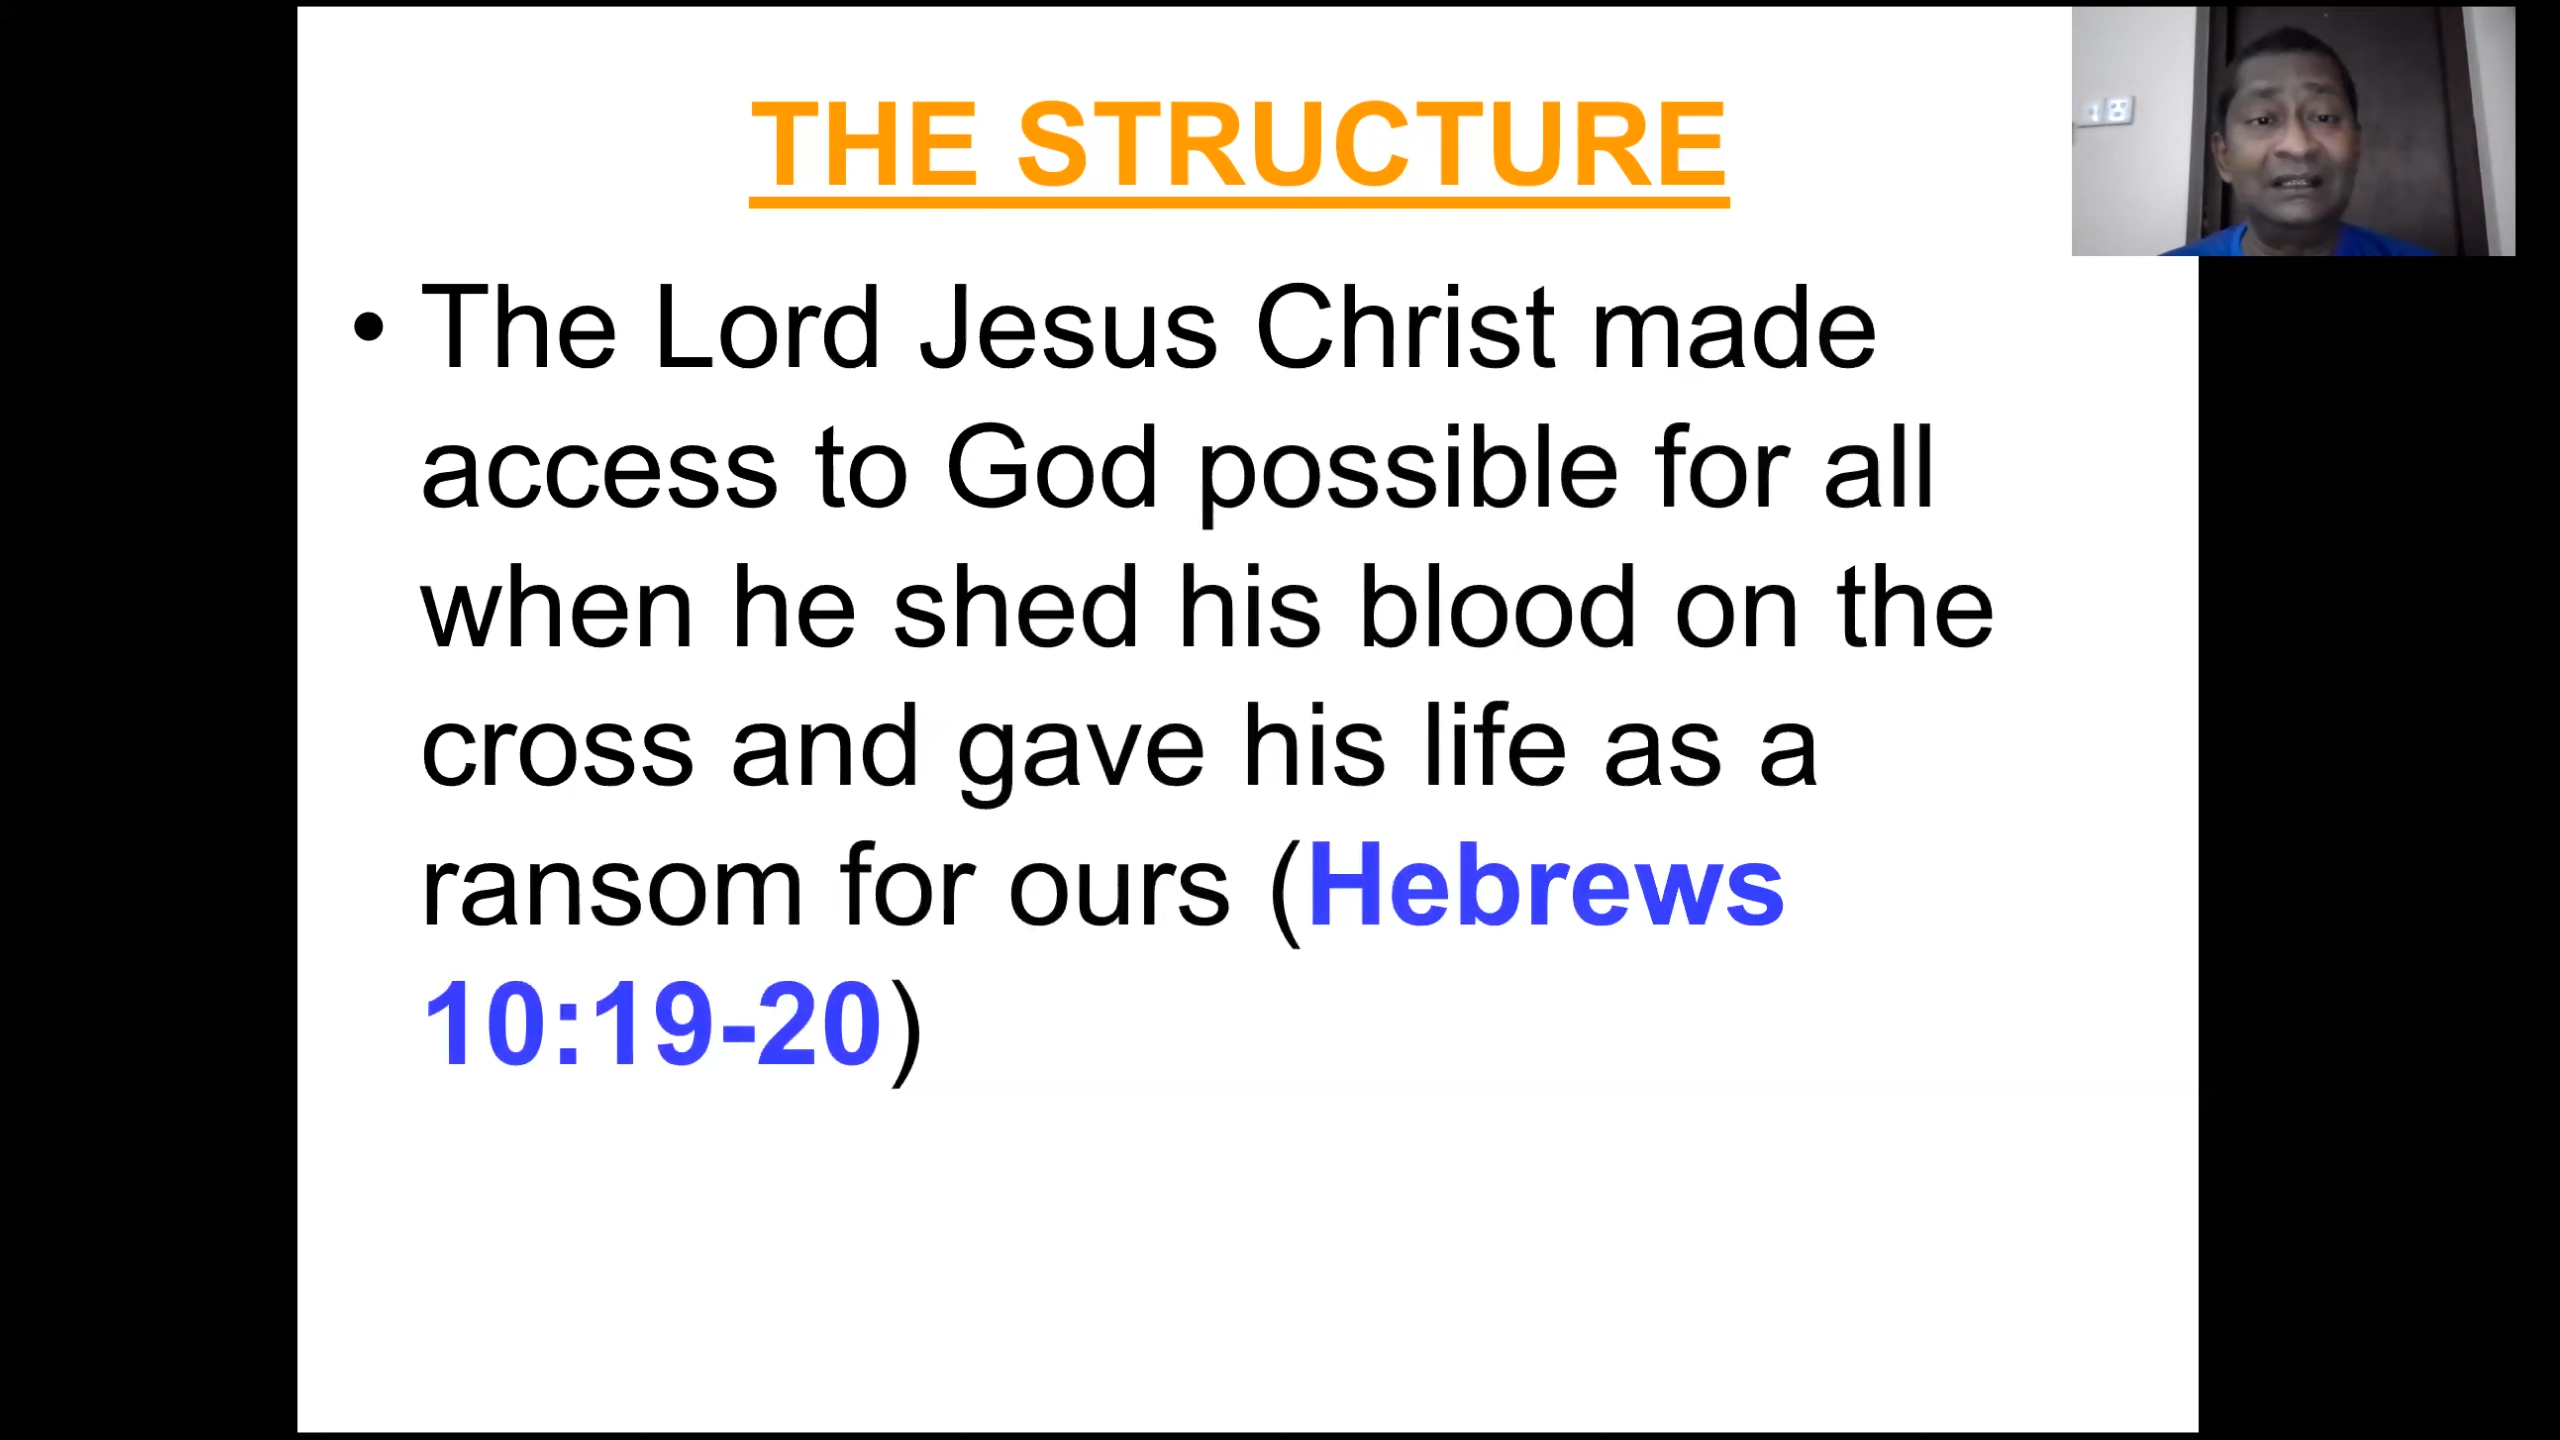 THE STRUCTURE
• The Lord Jesus Christ made
access to God possible for all
when he shed his blood on the
cross and gave his life as a
ransom for ours (Hebrews
10:19-20)